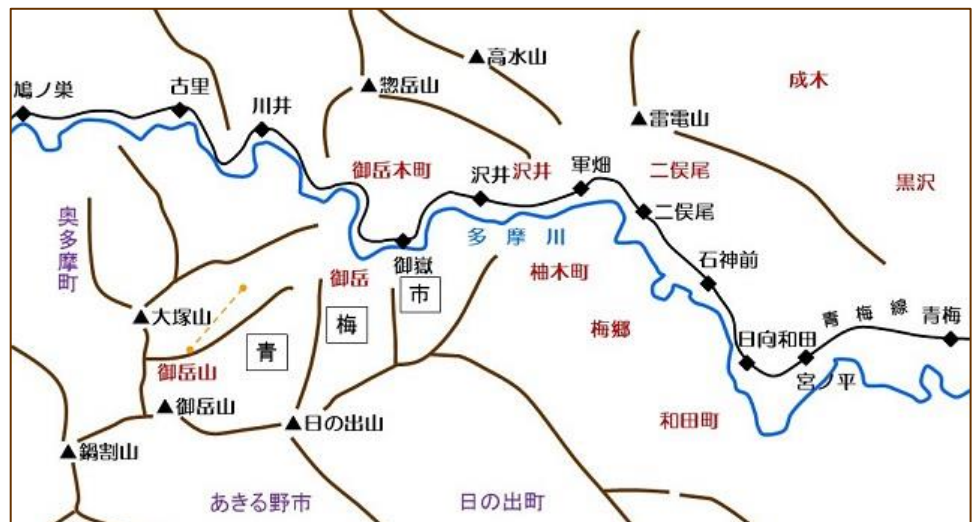 高水山
成木
鳩ノ巣
古里
惣岳山
川井
雷電山
御岳木町
沢井
沢井
軍畑
二俣尾
黒沢
奥多摩町
二俣尾
多摩川
御岳
御嶽
柚木町
石神前
市
大塚山
梅
梅郷
青梅線
青梅
青
日向和田
御岳山
宮ノ平
御岳山
日の出山
和田町
鍋割山
あきる野市
日の出町